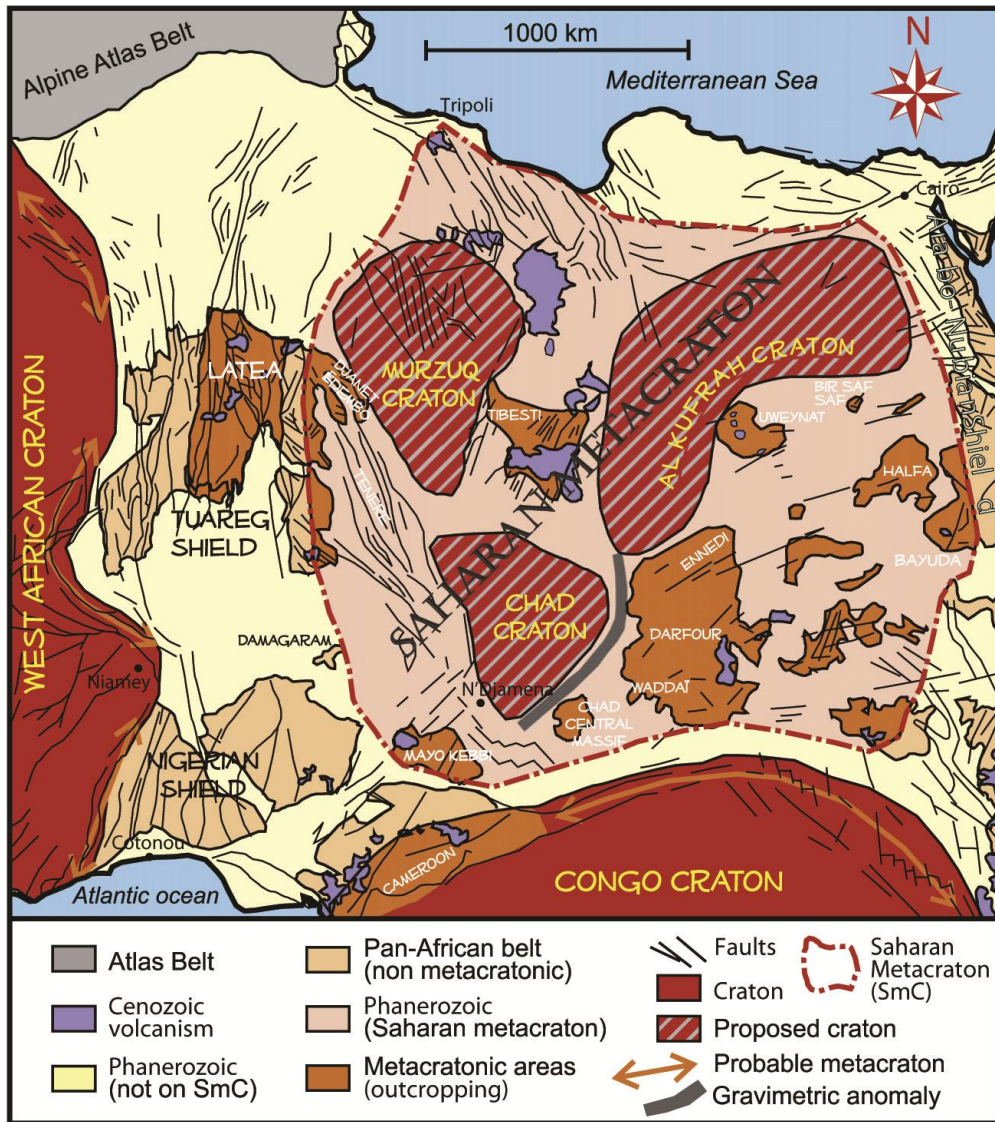 Alpine Atlas Belt
1000 km
Mediterranean Sea
N
Tripoli
Cairo
Arabo-Nubian Shield
WEST AFRICAN CRATON
LATEA
DJANET
EDEMBO
MURZUQ
CRATON
TIBESTI
AL KUFRAH CRATON
BIR SAF
SAF
UWEYNAT
HALFA
BAYUDA
TENERE
TUAREG
SHIELD
SAHARAN METACRATON
ENNEDI
CHAD
CRATON
DARFOUR
DAMAGARAM
Niamey
N'Djamena
WADDAÏ
CHAD
CENTRAL
MASSIF
MAYO KEBBI
NIGERIAN
SHIELD
Cotonou
CAMEROON
CONGO CRATON
Atlantic ocean
Atlas Belt
Cenozoic
volcanism
Phanerozoic
(not on SmC)
Pan-African belt
(non metacratonic)
Phanerozoic
(Saharan metacraton)
Metacratonic areas
(outcropping)
Faults
Craton
Saharan
Metacraton
(SmC)
Proposed craton
Probable metacraton
Gravimetric anomaly